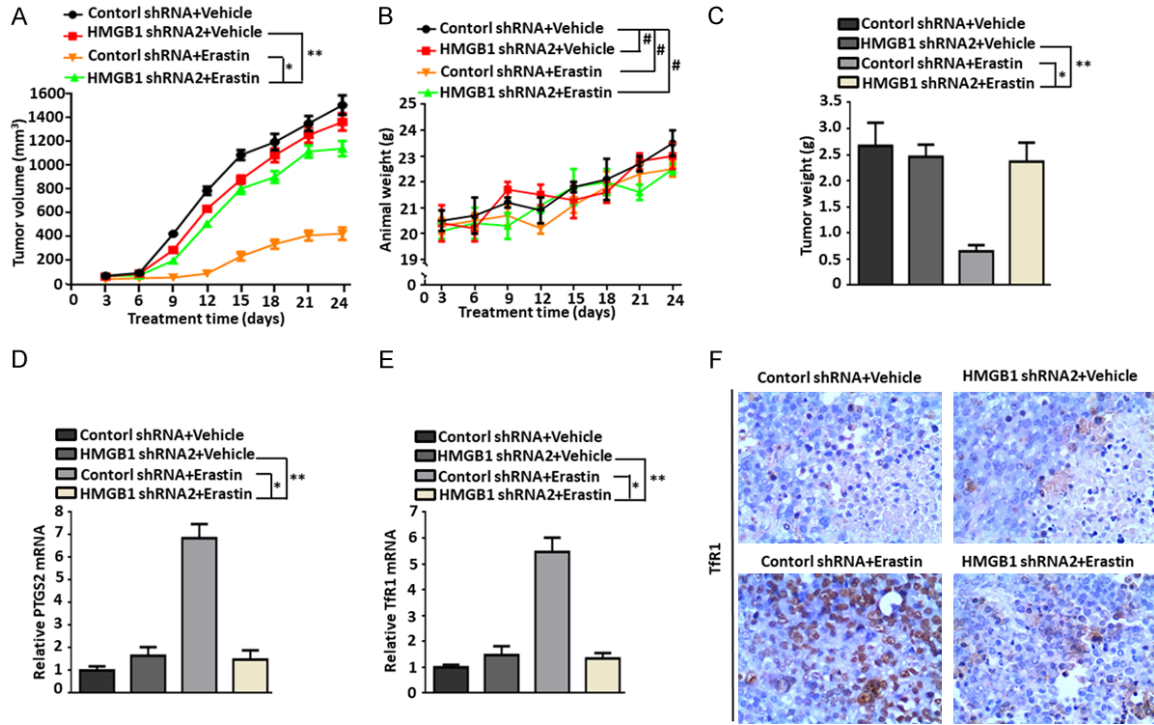 A
Contorl shRNA+Vehicle
HMGB1 shRNA2+Vehicle
Contorl shRNA+Erastin
HMGB1 shRNA2+Erastin
*
**
Tumor volume (mm³)
1600
1400
1200
1000
800
600
400
200
0
0 3 6 9 12 15 18 21 24
Treatment time (days)
B
Contorl shRNA+Vehicle
HMGB1 shRNA2+Vehicle
Contorl shRNA+Erastin
HMGB1 shRNA2+Erastin
#
#
#
Animal weight (g)
24
23
22
21
20
19
0
0 3 6 9 12 15 18 21 24
Treatment time (days)
C
Contorl shRNA+Vehicle
HMGB1 shRNA2+Vehicle
Contorl shRNA+Erastin
HMGB1 shRNA2+Erastin
*
**
Tumor weight (g)
3.5
3.0
2.5
2.0
1.5
1.0
0.5
0.0
D
Contorl shRNA+Vehicle
HMGB1 shRNA2+Vehicle
Contorl shRNA+Erastin
HMGB1 shRNA2+Erastin
*
**
Relative PTGS2 mRNA
8
7
6
5
4
3
2
1
0
E
Contorl shRNA+Vehicle
HMGB1 shRNA2+Vehicle
Contorl shRNA+Erastin
HMGB1 shRNA2+Erastin
*
**
Relative TfR1 mRNA
7
6
5
4
3
2
1
0
F
Contorl shRNA+Vehicle
HMGB1 shRNA2+Vehicle
TfR1
Contorl shRNA+Erastin
HMGB1 shRNA2+Erastin